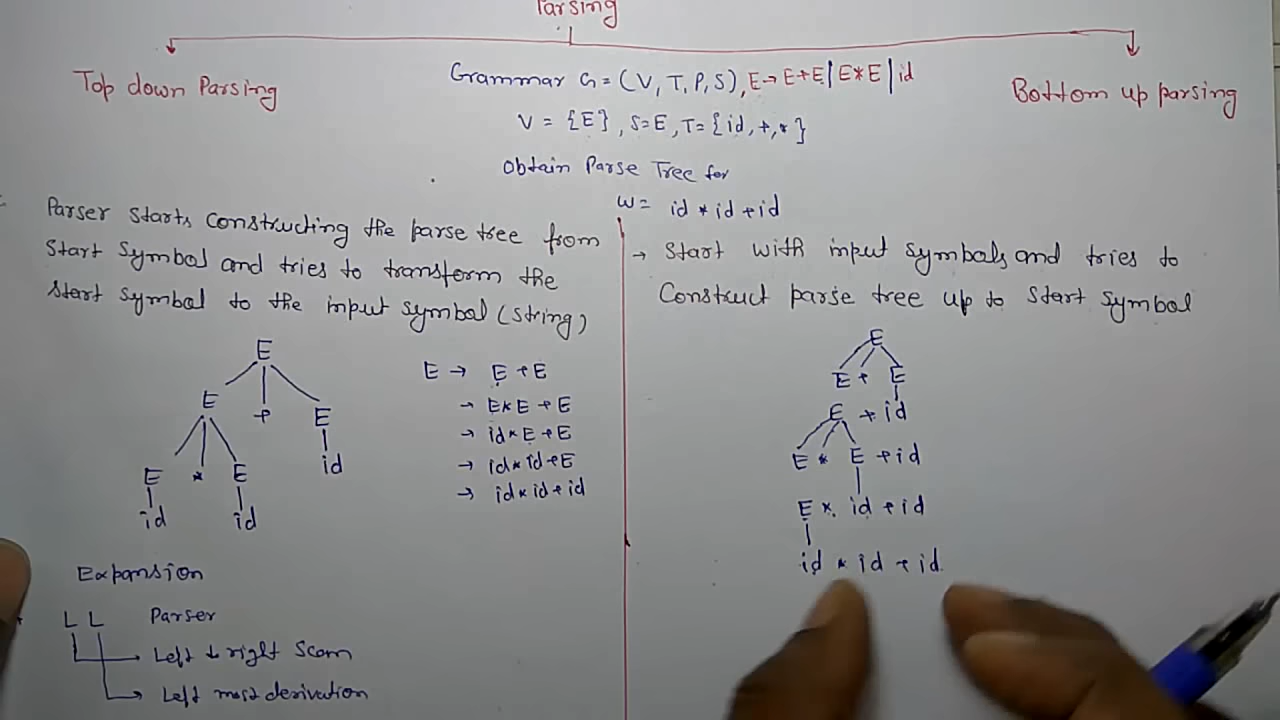 Parsing
Top down Parsing
Grammar G = (V, T, P, S), E → E+E | E*E | id
Bottom up parsing
V = {E}, S=E, T={id, +, *}
Obtain Parse Tree for
W= id * id + id
Parser starts constructing the parse tree from
start symbol and tries to transform the
start symbol to the input symbol (string)
→ Start with input symbols and tries to
Construct parse tree up to start symbol
E
E + E
E * E id
id id
E → E + E
→ E * E + E
→ id * E + E
→ id * id + E
→ id * id + id
E
E + E
E + id
E * E + id
E * id + id
id * id + id
Expansion
LL Parser
Left to right Scan
Left most derivation